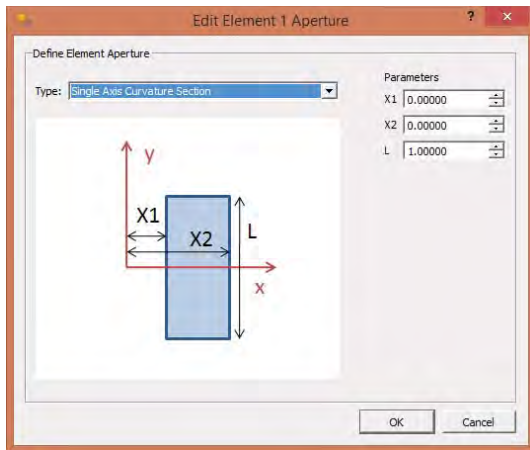 Edit Element 1 Aperture
?
x
Define Element Aperture
Type: Single Axis Curvature Section
Parameters
X1 0.00000
X2 0.00000
L 1.00000
y
X1
X2
L
x
OK
Cancel